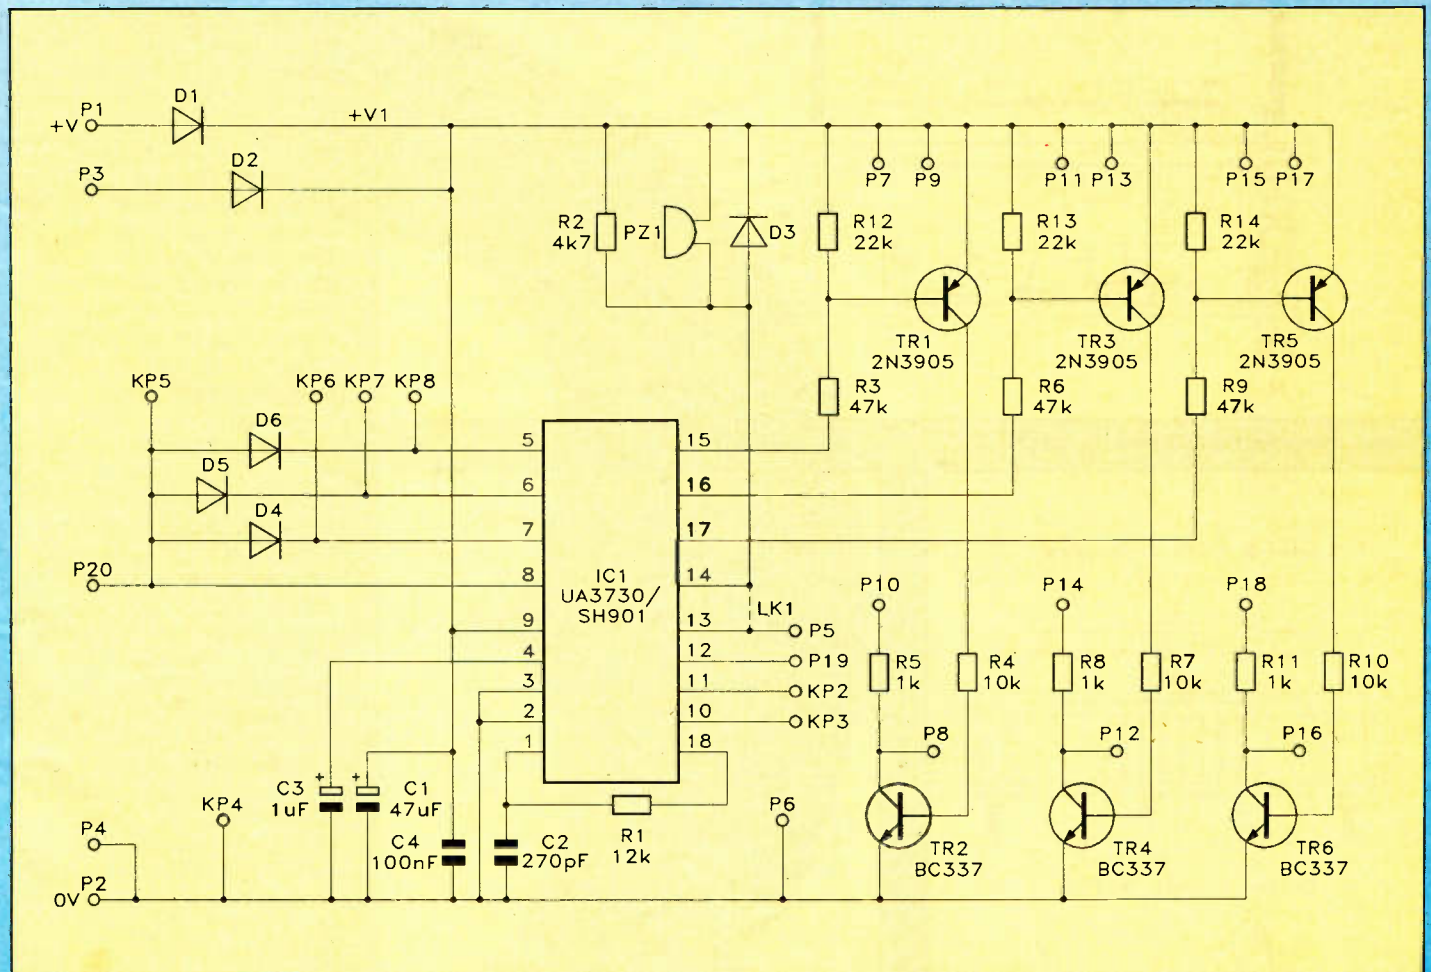 P1
D1
+V
+V1
P3
D2
R2
4k7
PZ1
D3
R12
22k
P7
P9
R13
22k
P11
P13
R14
22k
P15
P17
TR1
2N3905
TR3
2N3905
TR5
2N3905
R3
47k
R6
47k
R9
47k
KP5
KP6
KP7
KP8
D6
D5
D4
P20
5
6
7
8
9
4
3
2
1
IC1
UA3730/
SH901
15
16
17
14
13
12
11
10
18
LK1
P5
P19
KP2
KP3
P10
P14
P18
R5
1k
R4
10k
R8
1k
R7
10k
R11
1k
R10
10k
P8
P12
P16
C3
1uF
+
+
C1
47uF
KP4
P4
C4
100nF
C2
270pF
R1
12k
P6
TR2
BC337
TR4
BC337
TR6
BC337
0V
P2